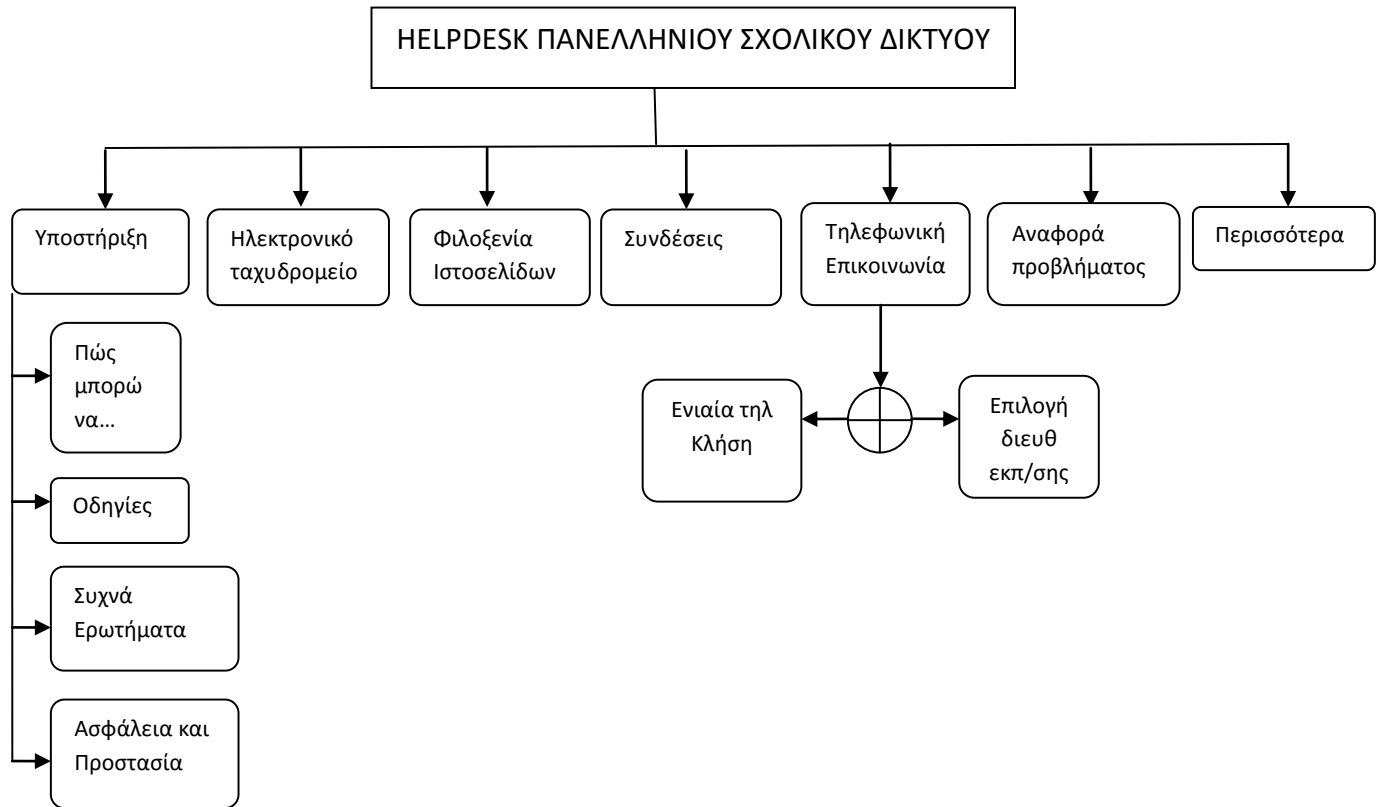 HELPDESK ΠΑΝΕΛΛΗΝΙΟΥ ΣΧΟΛΙΚΟΥ ΔΙΚΤΥΟΥ
Υποστήριξη
Ηλεκτρονικό
ταχυδρομείο
Φιλοξενία
Ιστοσελίδων
Συνδέσεις
Τηλεφωνική
Επικοινωνία
Αναφορά
προβλήματος
Περισσότερα
Πώς
μπορώ
να...
Οδηγίες
Συχνά
Ερωτήματα
Ασφάλεια και
Προστασία
Ενιαία τηλ
Κλήση
Επιλογή
διευθ
εκπ/σης